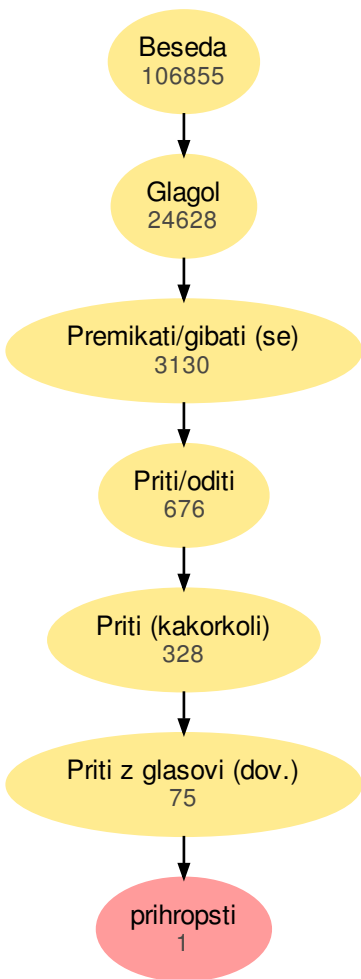 Beseda
106855
Glagol
24628
Premikati/gibati (se)
3130
Priti/oditi
676
Priti (kakorkoli)
328
Priti z glasovi (dov.)
75
prihropsti
1